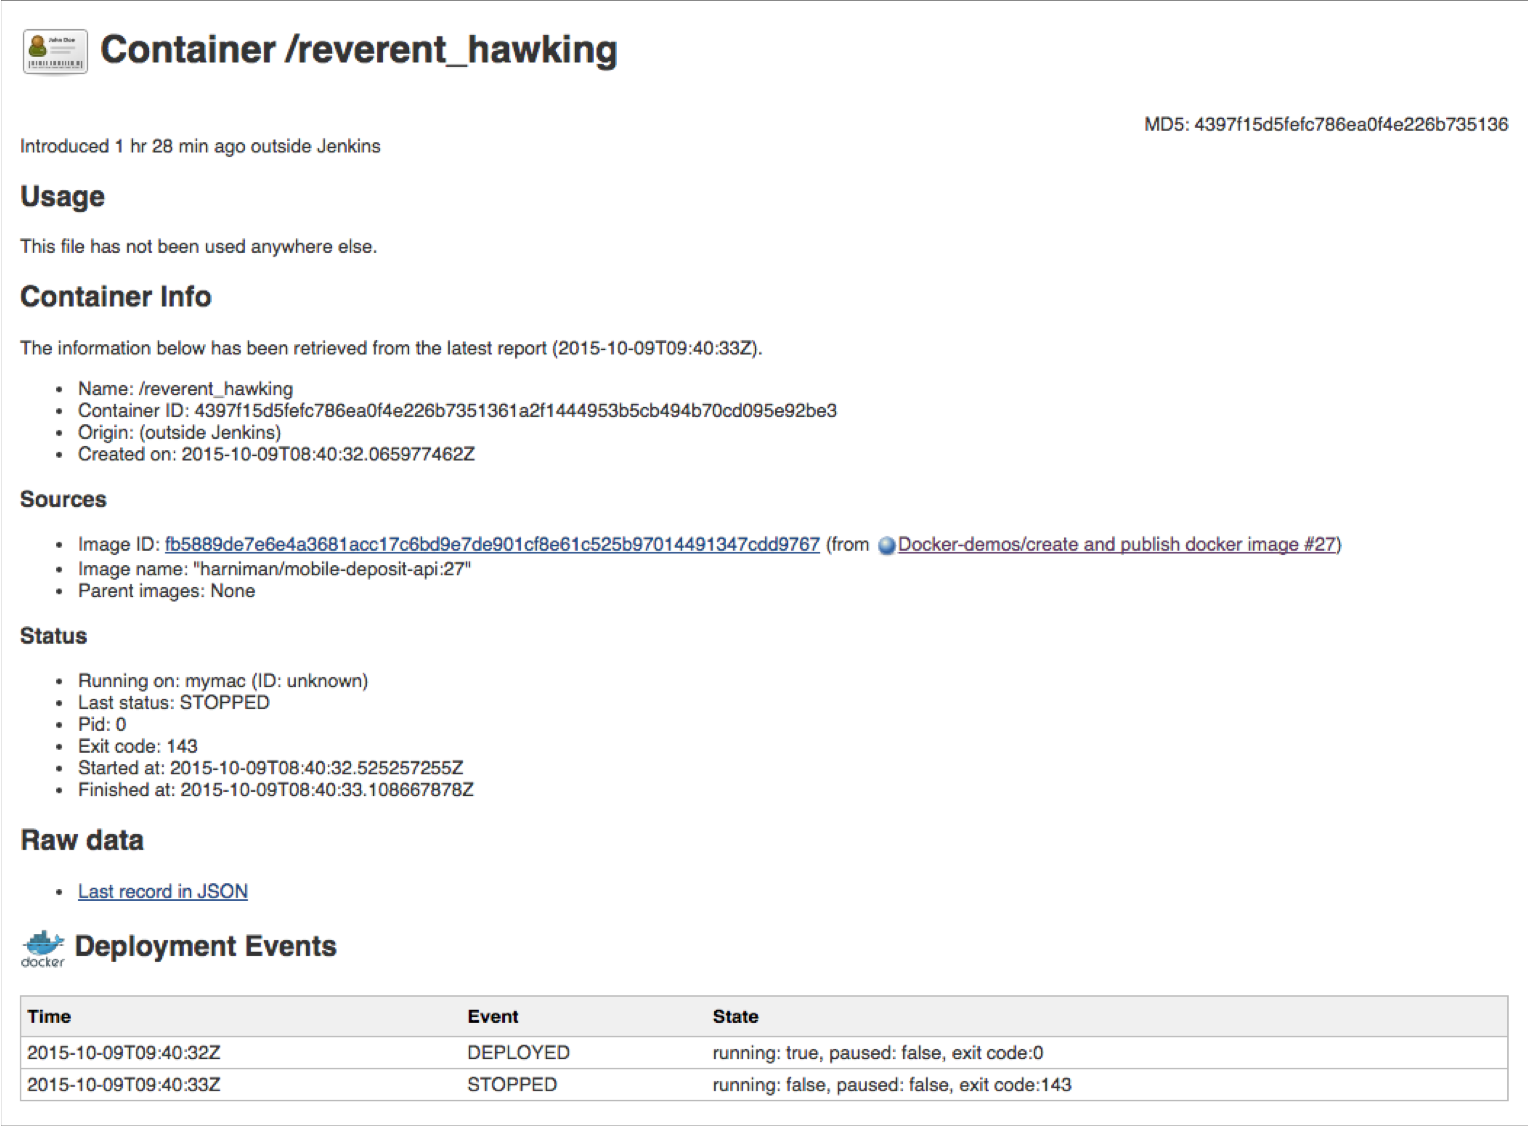 John Doe
Container /reverent_hawking
MD5: 4397f15d5fefc786ea0f4e226b735136
Introduced 1 hr 28 min ago outside Jenkins
Usage
This file has not been used anywhere else.
Container Info
The information below has been retrieved from the latest report (2015-10-09T09:40:33Z).
• Name: /reverent_hawking
• Container ID: 4397f15d5fefc786ea0f4e226b7351361a2f1444953b5cb494b70cd095e92be3
• Origin: (outside Jenkins)
• Created on: 2015-10-09T08:40:32.065977462Z
Sources
• Image ID: fb5889de7e6e4a3681acc17c6bd9e7de901cf8e61c525b97014491347cdd9767 (from Docker-demos/create and publish docker image #27)
• Image name: "harniman/mobile-deposit-api:27"
• Parent images: None
Status
• Running on: mymac (ID: unknown)
• Last status: STOPPED
• Pid: 0
• Exit code: 143
• Started at: 2015-10-09T08:40:32.525257255Z
• Finished at: 2015-10-09T08:40:33.108667878Z
Raw data
• Last record in JSON
docker Deployment Events
Time Event State
2015-10-09T09:40:32Z DEPLOYED running: true, paused: false, exit code:0
2015-10-09T09:40:33Z STOPPED running: false, paused: false, exit code:143